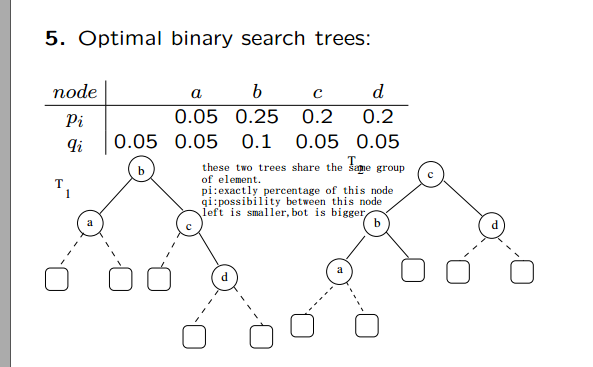 5. Optimal binary search trees:
node a b c d
pi 0.05 0.25 0.2 0.2
qi 0.05 0.05 0.1 0.05 0.05
these two trees share the same group
of element.
pi:exactly percentage of this node
qi:possibility between this node
left is smaller,bot is bigger
T1
T2
b
a
c
d
c
b
d
a